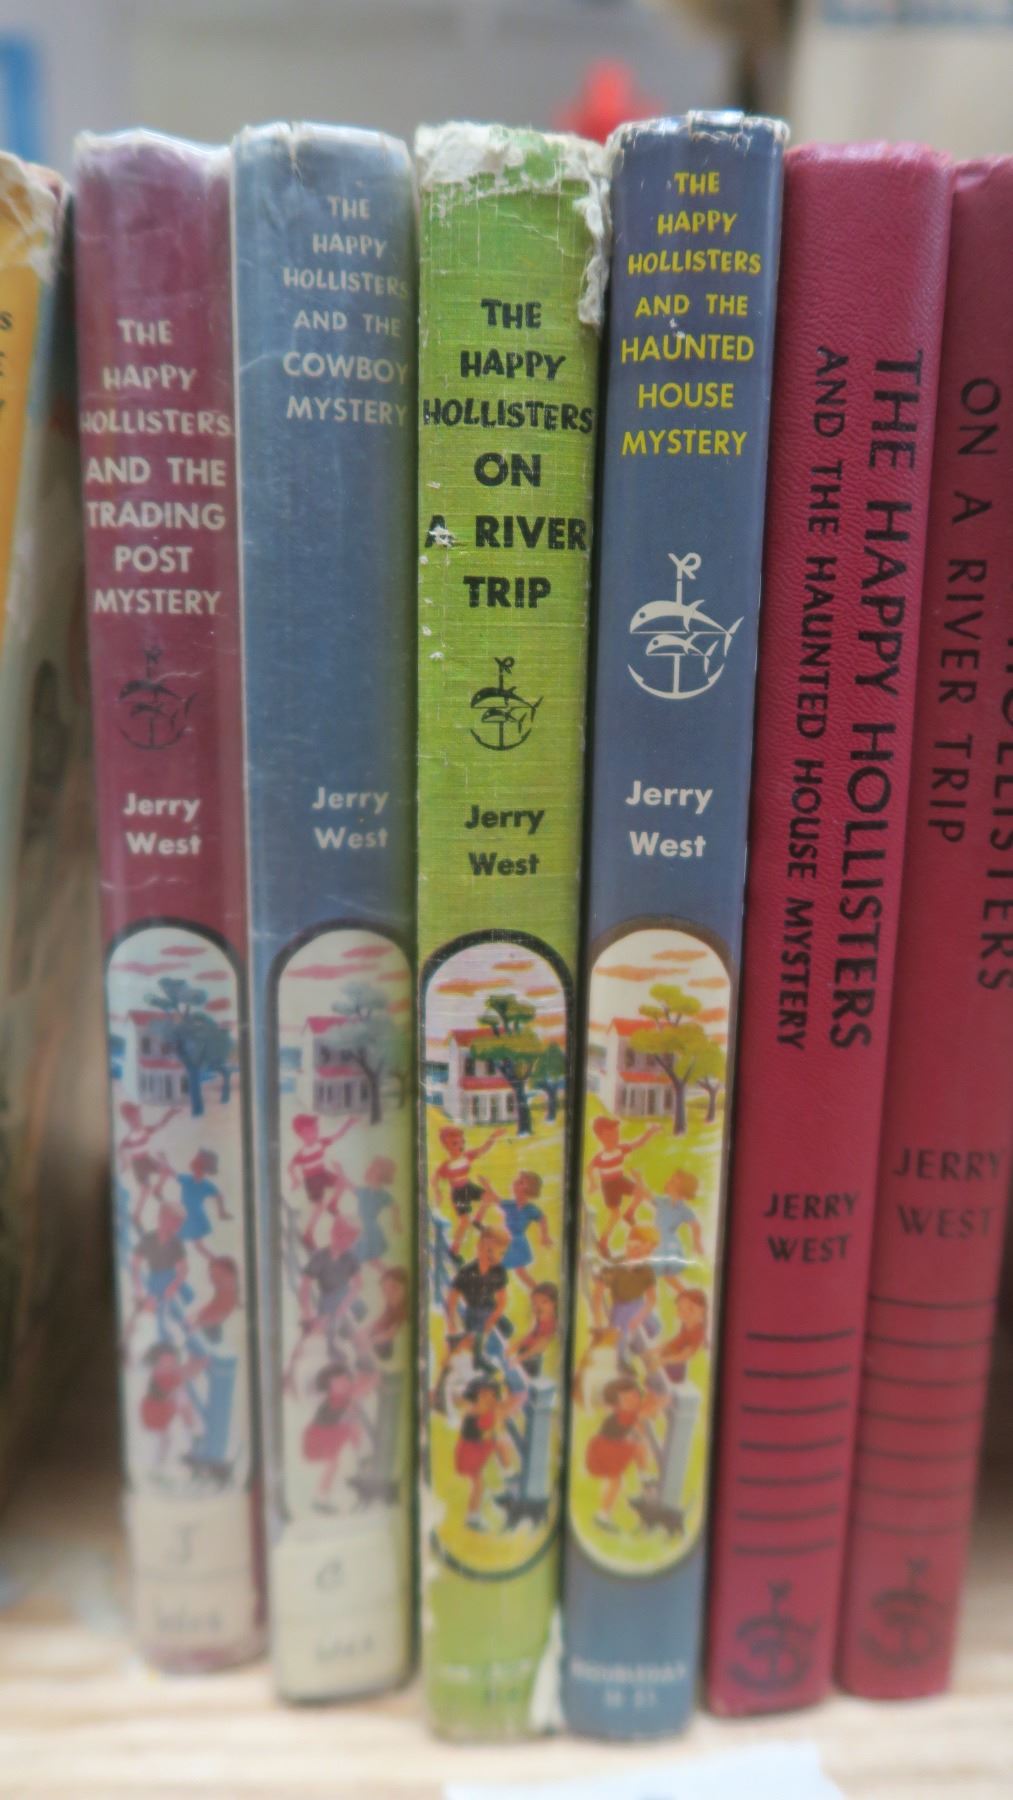 THE
HAPPY
HOLLISTERS
AND THE
TRADING
POST
MYSTERY
Jerry
West
J
THE
HAPPY
HOLLISTERS
AND THE
COWBOY
MYSTERY
Jerry
West
THE
HAPPY
HOLLISTERS
ON
A RIVER
TRIP
Jerry
West
THE
HAPPY
HOLLISTERS
AND THE
HAUNTED
HOUSE
MYSTERY
Jerry
West
DOUBLEDAY
THE HAPPY HOLLISTERS
AND THE HAUNTED HOUSE MYSTERY
JERRY
WEST
HOLLISTERS
ON A RIVER TRIP
JERRY
WEST